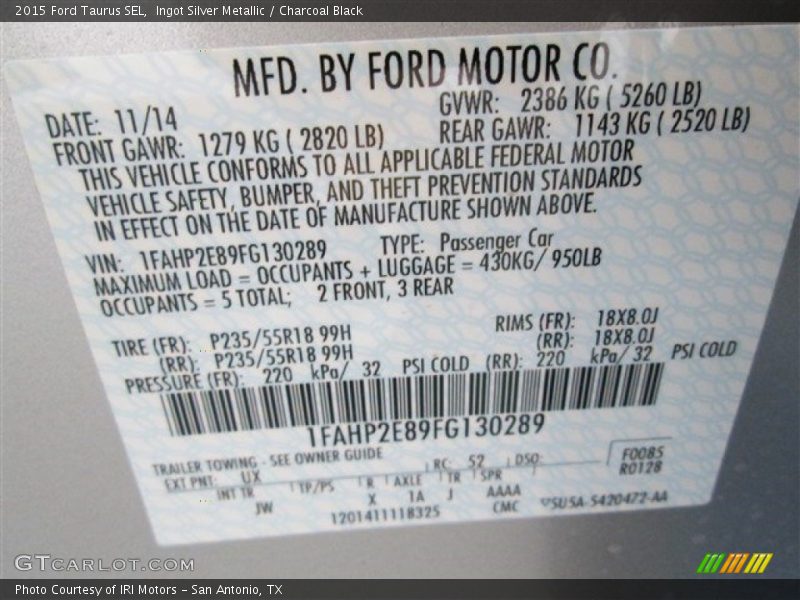 2015 Ford Taurus SEL, Ingot Silver Metallic / Charcoal Black
MFD. BY FORD MOTOR CO.
DATE: 11/14 GVWR: 2386 KG ( 5260 LB)
FRONT GAWR: 1279 KG ( 2820 LB) REAR GAWR: 1143 KG ( 2520 LB)
THIS VEHICLE CONFORMS TO ALL APPLICABLE FEDERAL MOTOR
VEHICLE SAFETY, BUMPER, AND THEFT PREVENTION STANDARDS
IN EFFECT ON THE DATE OF MANUFACTURE SHOWN ABOVE.
VIN: 1FAHP2E89FG130289 TYPE: Passenger Car
MAXIMUM LOAD = OCCUPANTS + LUGGAGE = 430KG/ 950LB
OCCUPANTS = 5 TOTAL; 2 FRONT, 3 REAR
TIRE (FR): P235/55R18 99H RIMS (FR): 18X8.0J
(RR): P235/55R18 99H (RR): 18X8.0J
PRESSURE (FR): 220 kPa/ 32 PSI COLD (RR): 220 kPa/ 32 PSI COLD
1FAHP2E89FG130289
TRAILER TOWING - SEE OWNER GUIDE
EXT PNT: UX RC: 52 DSO: F0085
R0128
INT TR TP/PS R AXLE TR SPR
JW X 1A J AAAA
1201411118325 CMC SU5A-5420472-AA
GTCarLot.com
Photo Courtesy of IRI Motors - San Antonio, TX